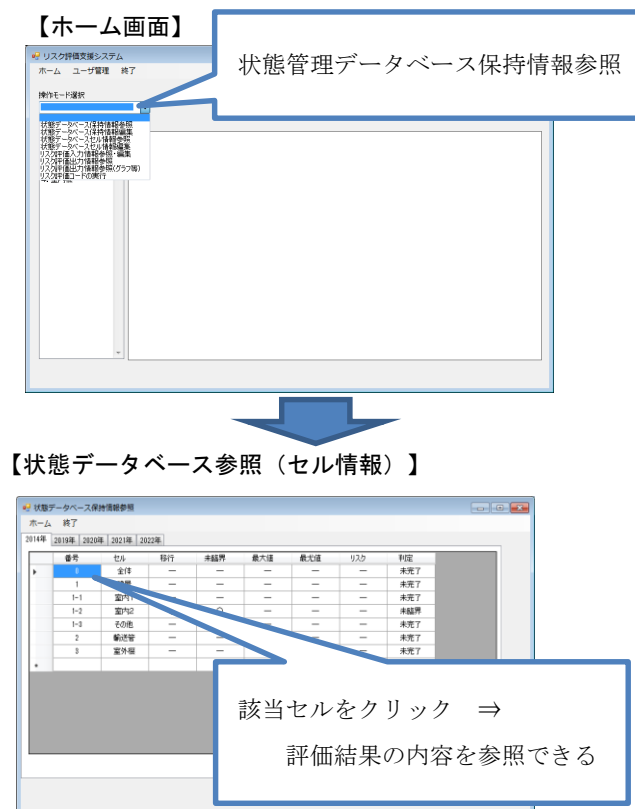 【ホーム画面】
リスク評価支援システム
ホーム ユーザ管理 終了
操作モード選択
状態管理データベース保持情報参照
状態データベース保持情報参照
状態データベース保持情報編集
状態データベースセル情報参照
状態データベースセル情報編集
リスク評価入力情報参照・編集
リスク評価出力情報参照
リスク評価出力情報参照(グラフ等)
リスク評価コードの実行
【状態データベース参照（セル情報）】
状態データベース保持情報参照
ホーム 終了
2014年 2019年 2020年 2021年 2022年
番号 セル 移行 未臨界 最大値 最尤値 リスク 判定
0 全体 — — — — — 未完了
1 — — — — 未完了
1-1 室内1 — — — — — 未完了
1-2 室内2 — ○ — — — 未臨界
1-3 その他 — — — — 未完了
2 輸送管 — — — 未完了
3 室外堰 — — — 未完了
該当セルをクリック ⇒
評価結果の内容を参照できる